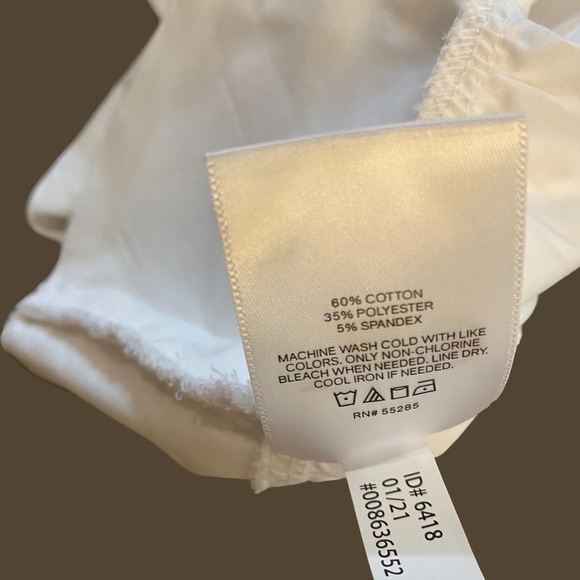 60% COTTON
35% POLYESTER
5% SPANDEX
MACHINE WASH COLD WITH LIKE
COLORS. ONLY NON-CHLORINE
BLEACH WHEN NEEDED. LINE DRY.
COOL IRON IF NEEDED.
RN# 55285
ID# 6418
01/21
#008636552